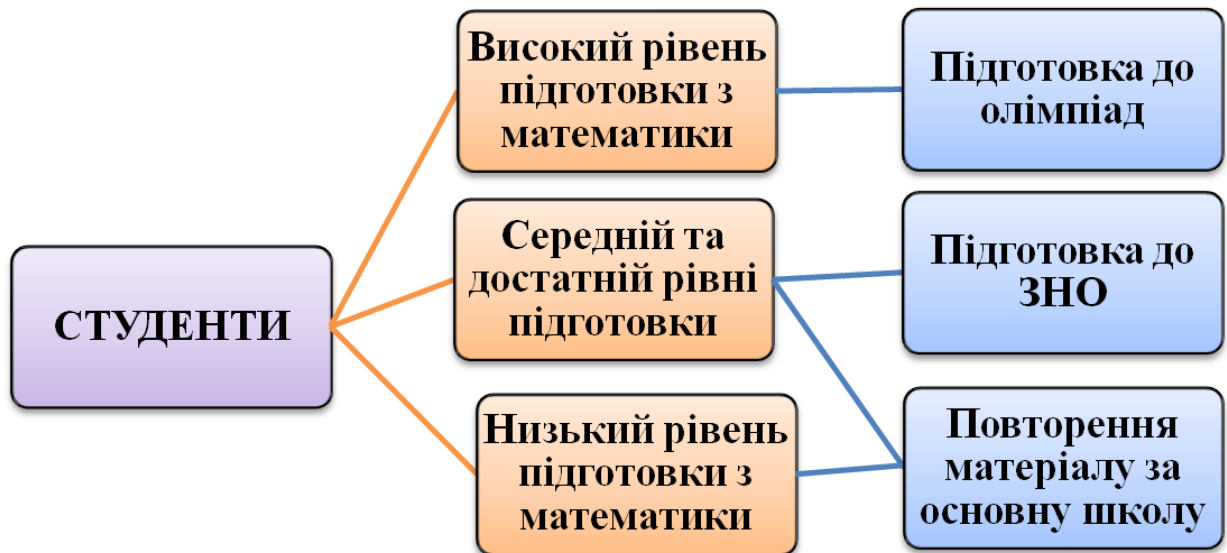 СТУДЕНТИ
Високий рівень
підготовки з
математики
Середній та
достатній рівні
підготовки
Низький рівень
підготовки з
математики
Підготовка до
олімпіад
Підготовка до
ЗНО
Повторення
матеріалу за
основну школу